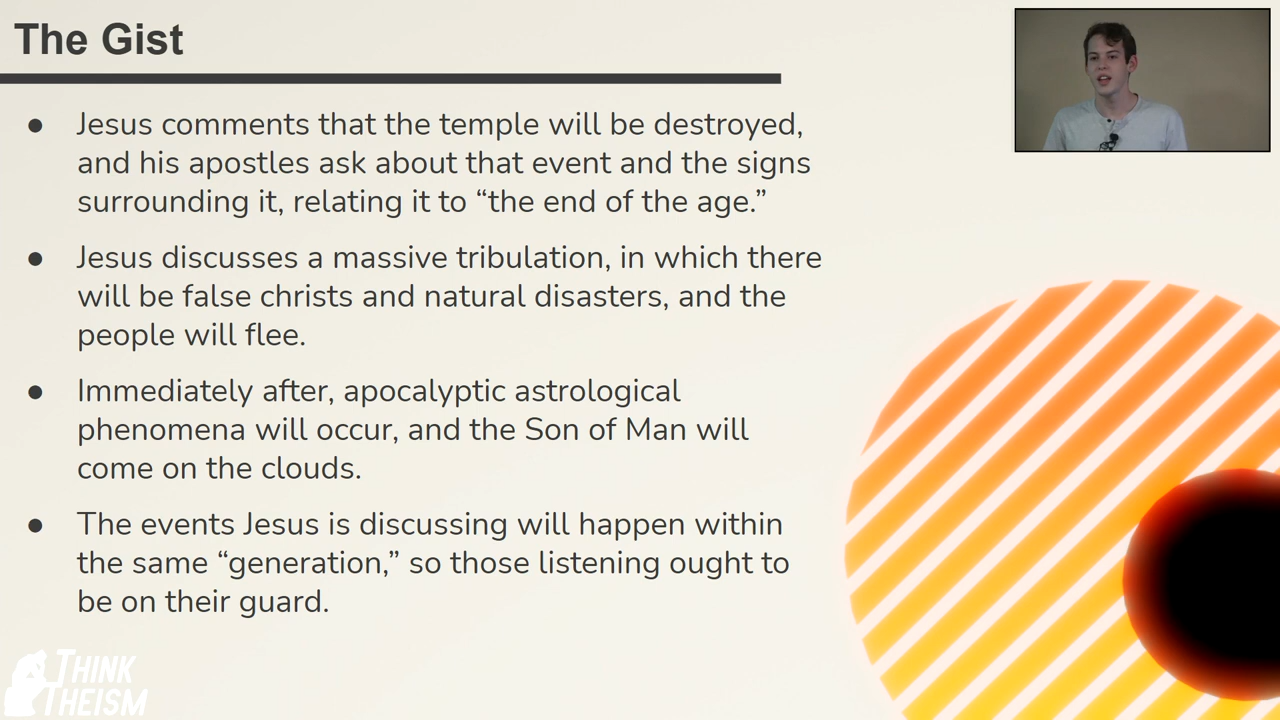 The Gist
● Jesus comments that the temple will be destroyed,
and his apostles ask about that event and the signs
surrounding it, relating it to “the end of the age.”
● Jesus discusses a massive tribulation, in which there
will be false christs and natural disasters, and the
people will flee.
● Immediately after, apocalyptic astrological
phenomena will occur, and the Son of Man will
come on the clouds.
● The events Jesus is discussing will happen within
the same “generation,” so those listening ought to
be on their guard.
THINK
THEISM